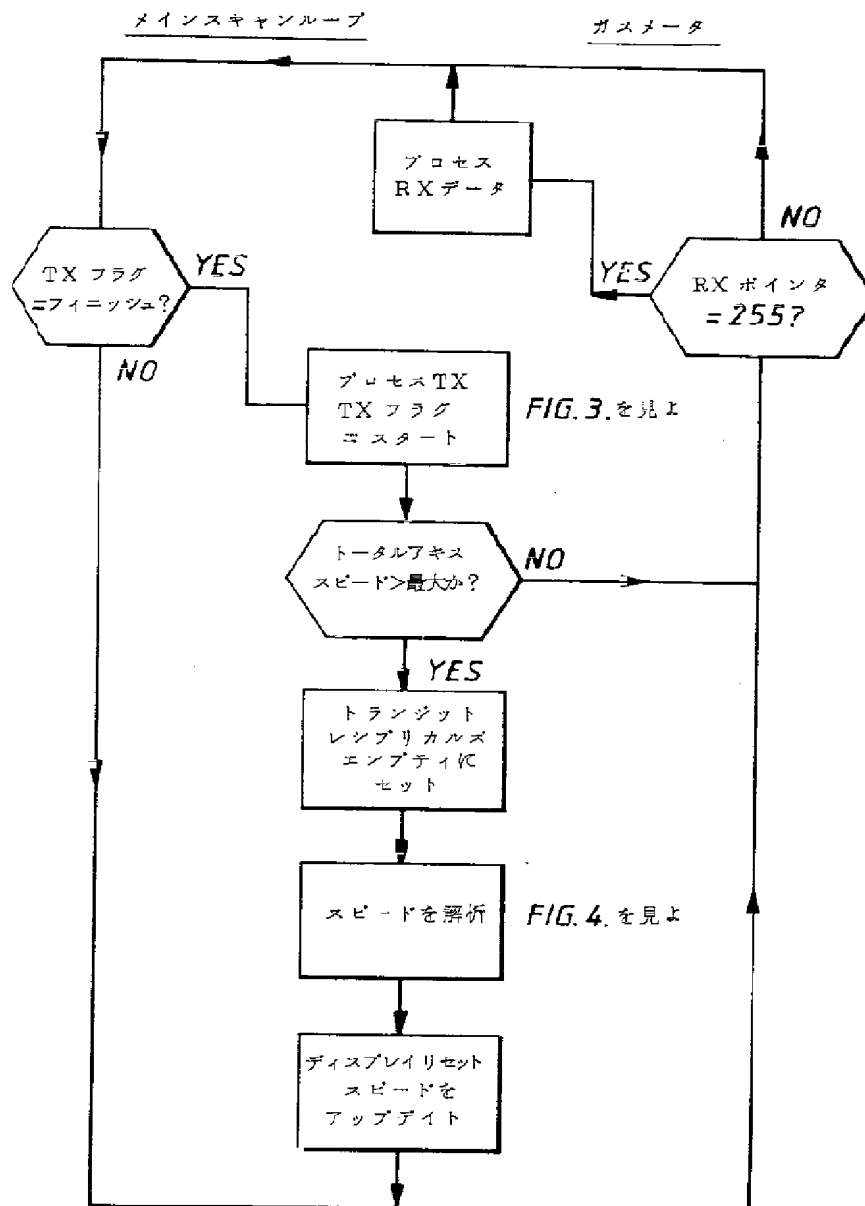 メインスキャンループ
ガスメータ
プロセス
RXデータ
NO
TX フラグ
=フィニッシュ?
YES
YES
RX ポインタ
=255?
NO
プロセスTX
TX フラグ
=スタート
FIG.3.を見よ
トータルアキス
スピード>最大か?
NO
YES
トランジット
レシプリカルズ
エンプティに
セット
スピードを解析
FIG.4.を見よ
ディスプレイリセット
スピードを
アップデイト